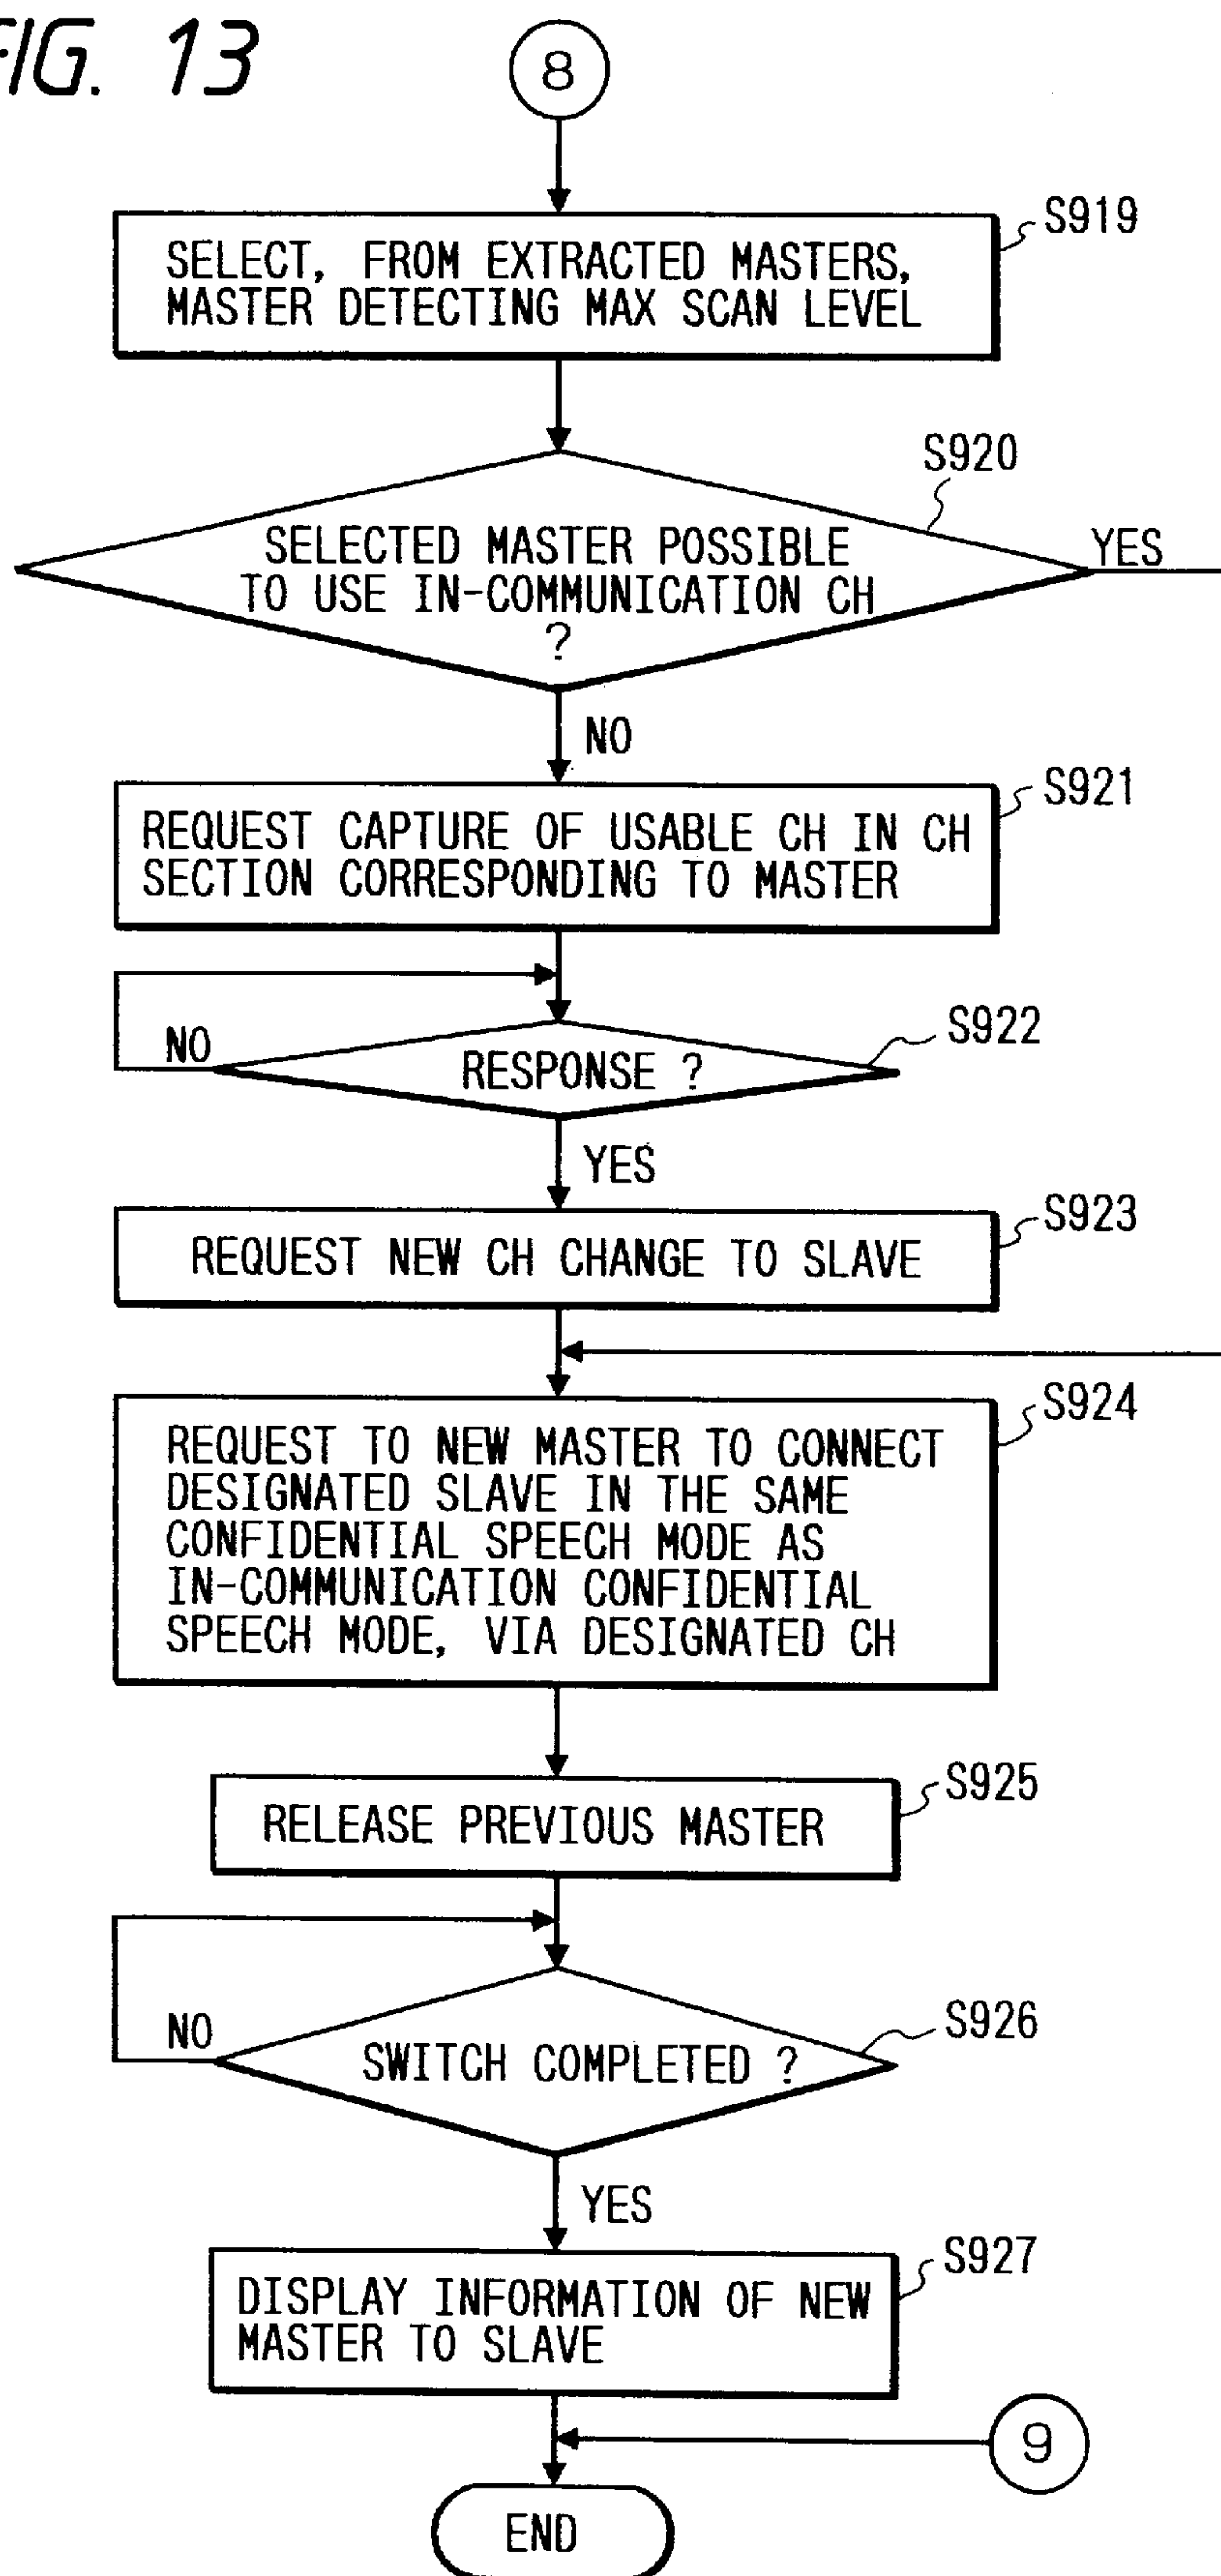 FIG. 13
8
S919
SELECT, FROM EXTRACTED MASTERS,
MASTER DETECTING MAX SCAN LEVEL
S920
SELECTED MASTER POSSIBLE
TO USE IN-COMMUNICATION CH
?
YES
NO
S921
REQUEST CAPTURE OF USABLE CH IN CH
SECTION CORRESPONDING TO MASTER
NO
S922
RESPONSE ?
YES
S923
REQUEST NEW CH CHANGE TO SLAVE
S924
REQUEST TO NEW MASTER TO CONNECT
DESIGNATED SLAVE IN THE SAME
CONFIDENTIAL SPEECH MODE AS
IN-COMMUNICATION CONFIDENTIAL
SPEECH MODE, VIA DESIGNATED CH
S925
RELEASE PREVIOUS MASTER
NO
S926
SWITCH COMPLETED ?
YES
S927
DISPLAY INFORMATION OF NEW
MASTER TO SLAVE
9
END